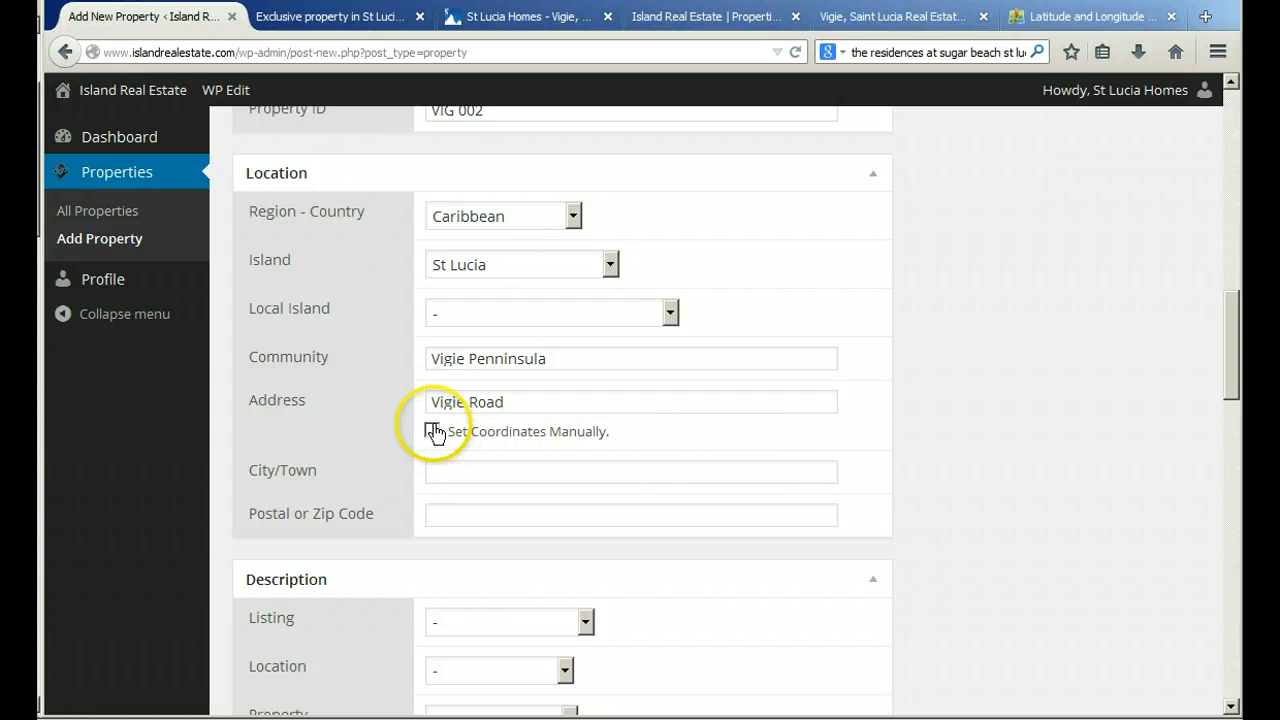 Add New Property ‹ Island R... × Exclusive property in St Luci... × St Lucia Homes - Vigie, ... × Island Real Estate | Properti... × Vigie, Saint Lucia Real Estat... × Latitude and Longitude ... ×
www.islandrealestate.com/wp-admin/post-new.php?post_type=property
the residences at sugar beach st lu
Island Real Estate WP Edit Howdy, St Lucia Homes
Dashboard
Properties
All Properties
Add Property
Profile
Collapse menu
Property ID VIG 002
Location
Region - Country Caribbean
Island St Lucia
Local Island -
Community Vigie Penninsula
Address Vigie Road
Set Coordinates Manually.
City/Town
Postal or Zip Code
Description
Listing -
Location -
Property